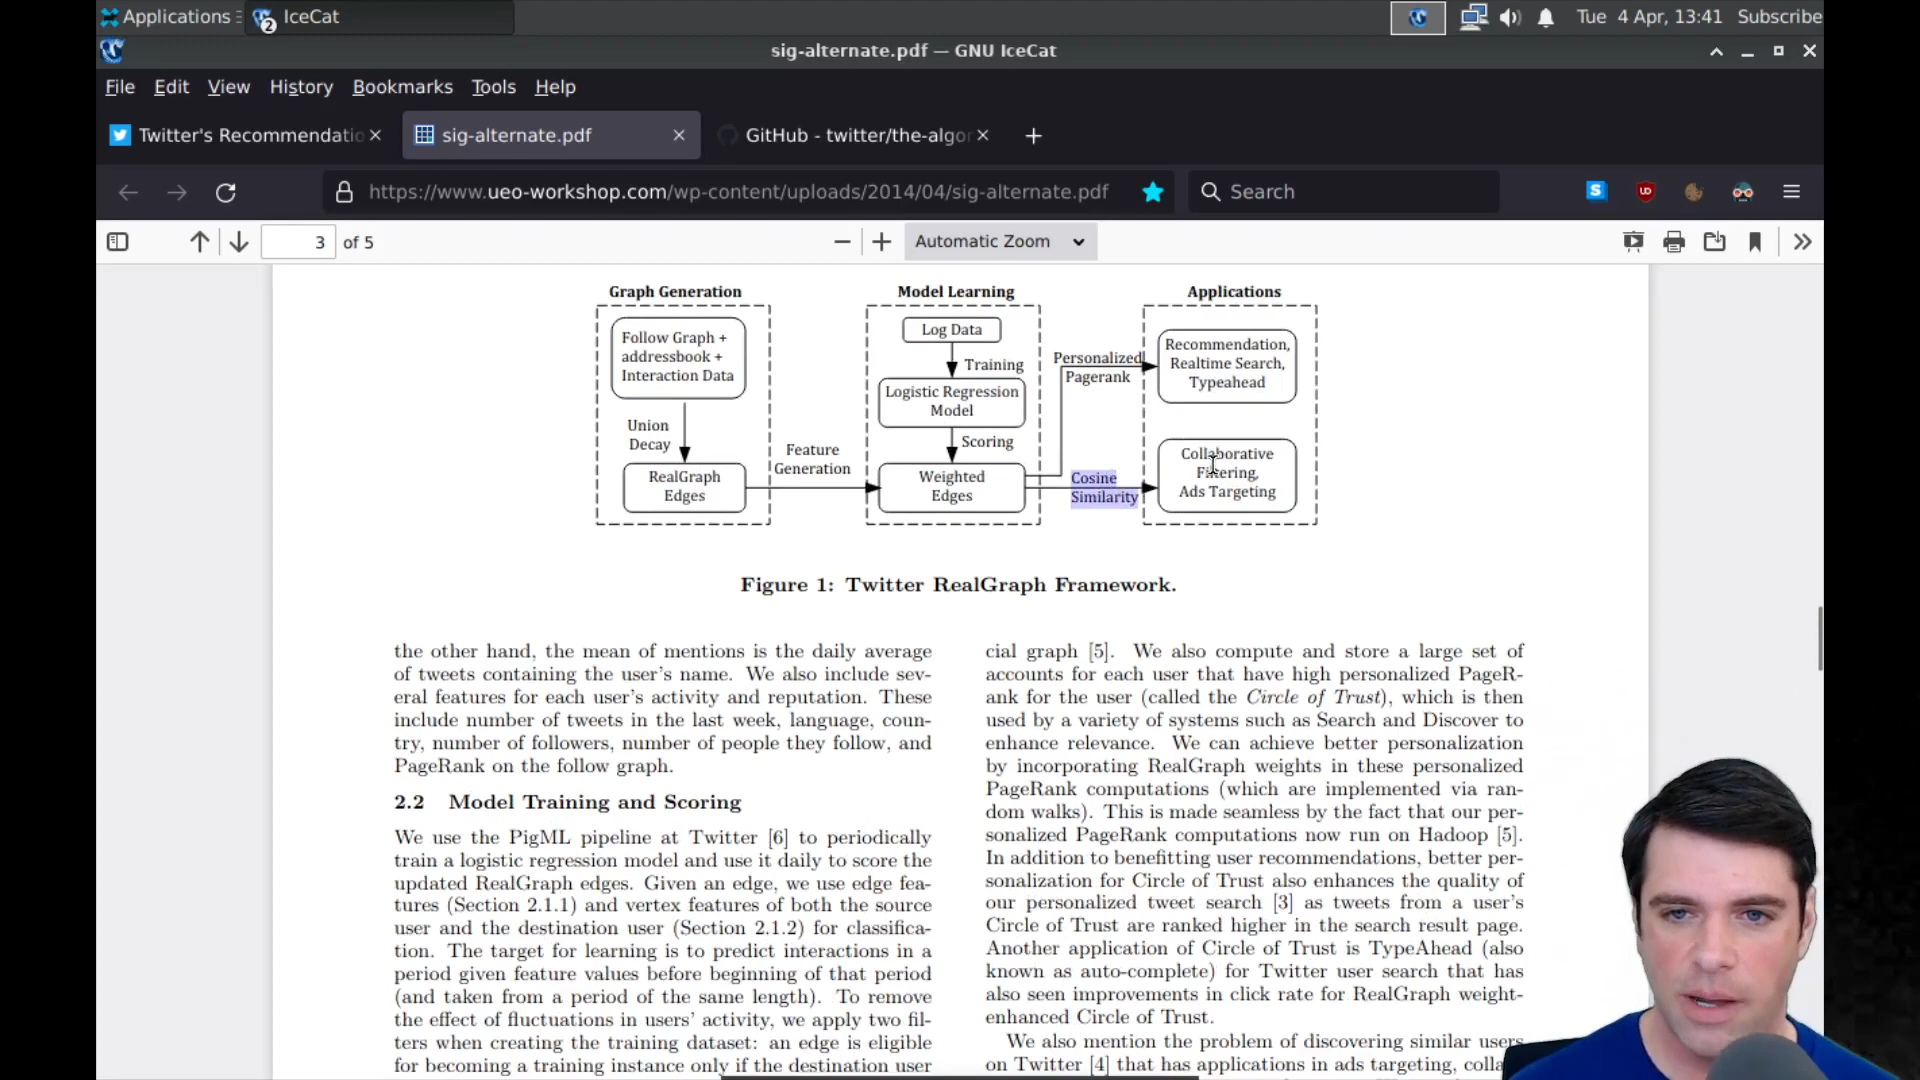 Applications
2
IceCat
Tue 4 Apr, 13:41 Subscribe
sig-alternate.pdf — GNU IceCat
File Edit View History Bookmarks Tools Help
Twitter's Recommendatio
sig-alternate.pdf
GitHub - twitter/the-algor
https://www.ueo-workshop.com/wp-content/uploads/2014/04/sig-alternate.pdf
Search
3 of 5
Automatic Zoom
Graph Generation
Model Learning
Applications
Follow Graph +
addressbook +
Interaction Data
Union
Decay
RealGraph
Edges
Feature
Generation
Log Data
Training
Logistic Regression
Model
Scoring
Weighted
Edges
Personalized
Pagerank
Cosine
Similarity
Recommendation,
Realtime Search,
Typeahead
Collaborative
Filtering,
Ads Targeting
Figure 1: Twitter RealGraph Framework.
the other hand, the mean of mentions is the daily average
of tweets containing the user's name. We also include sev-
eral features for each user's activity and reputation. These
include number of tweets in the last week, language, coun-
try, number of followers, number of people they follow, and
PageRank on the follow graph.
2.2 Model Training and Scoring
We use the PigML pipeline at Twitter [6] to periodically
train a logistic regression model and use it daily to score the
updated RealGraph edges. Given an edge, we use edge fea-
tures (Section 2.1.1) and vertex features of both the source
user and the destination user (Section 2.1.2) for classifica-
tion. The target for learning is to predict interactions in a
period given feature values before beginning of that period
(and taken from a period of the same length). To remove
the effect of fluctuations in users' activity, we apply two fil-
ters when creating the training dataset: an edge is eligible
for becoming a training instance only if the destination user
cial graph [5]. We also compute and store a large set of
accounts for each user that have high personalized PageR-
ank for the user (called the Circle of Trust), which is then
used by a variety of systems such as Search and Discover to
enhance relevance. We can achieve better personalization
by incorporating RealGraph weights in these personalized
PageRank computations (which are implemented via ran-
dom walks). This is made seamless by the fact that our per-
sonalized PageRank computations now run on Hadoop [5].
In addition to benefitting user recommendations, better per-
sonalization for Circle of Trust also enhances the quality of
our personalized tweet search [3] as tweets from a user's
Circle of Trust are ranked higher in the search result page.
Another application of Circle of Trust is TypeAhead (also
known as auto-complete) for Twitter user search that has
also seen improvements in click rate for RealGraph weight-
enhanced Circle of Trust.
We also mention the problem of discovering similar users
on Twitter [4] that has applications in ads targeting, colla